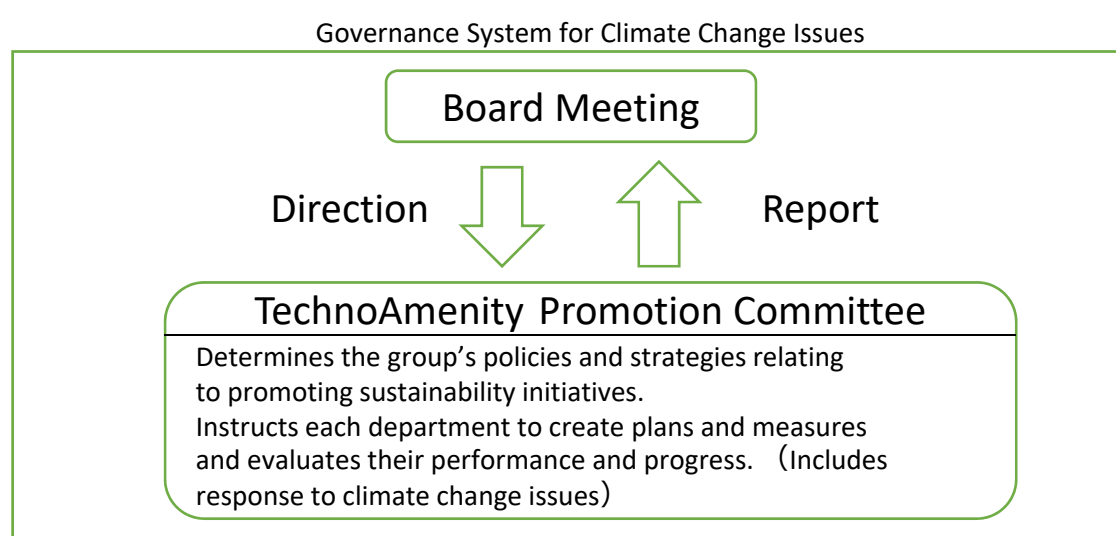 Governance System for Climate Change Issues
Board Meeting
Direction
Report
TechnoAmenity Promotion Committee
Determines the group’s policies and strategies relating
to promoting sustainability initiatives.
Instructs each department to create plans and measures
and evaluates their performance and progress. （Includes
response to climate change issues）